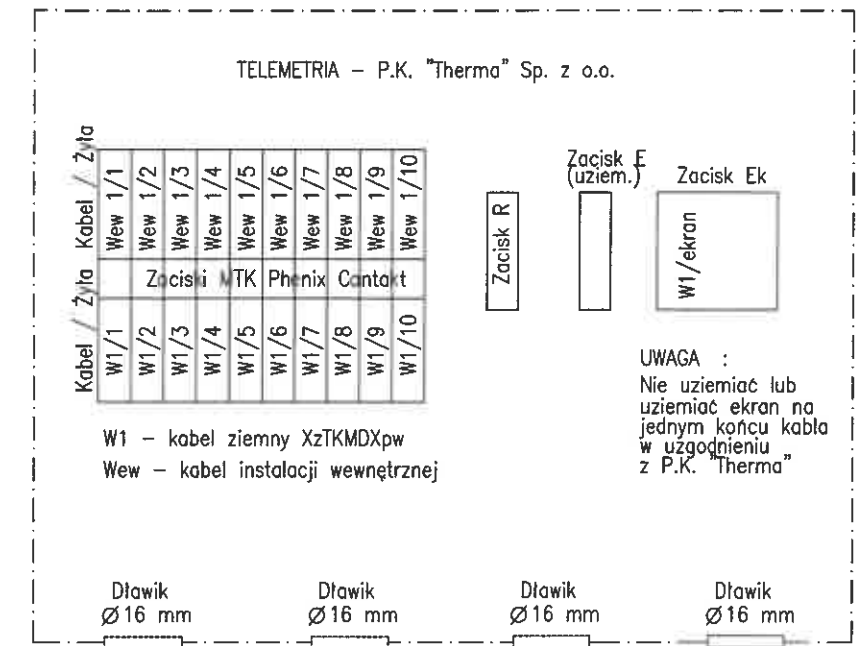 TELEMETRIA – P.K. "Therma" Sp. z o.o.
Kabel / Żyła
Wew 1/1
Wew 1/2
Wew 1/3
Wew 1/4
Wew 1/5
Wew 1/6
Wew 1/7
Wew 1/8
Wew 1/9
Wew 1/10
Zaciski MTK Phenix Cantakt
Kabel / Żyła
W1/1
W1/2
W1/3
W1/4
W1/5
W1/6
W1/7
W1/8
W1/9
W1/10
Zacisk R
Zacisk E
(uziem.)
Zacisk Ek
W1/ekran
W1 – kabel ziemny XzTKMDXpw
Wew – kabel instalacji wewnętrznej
UWAGA :
Nie uziemiać lub
uziemiać ekran na
jednym końcu kabla
w uzgodnieniu
z P.K. "Therma"
Dławik
Ø16 mm
Dławik
Ø16 mm
Dławik
Ø16 mm
Dławik
Ø16 mm